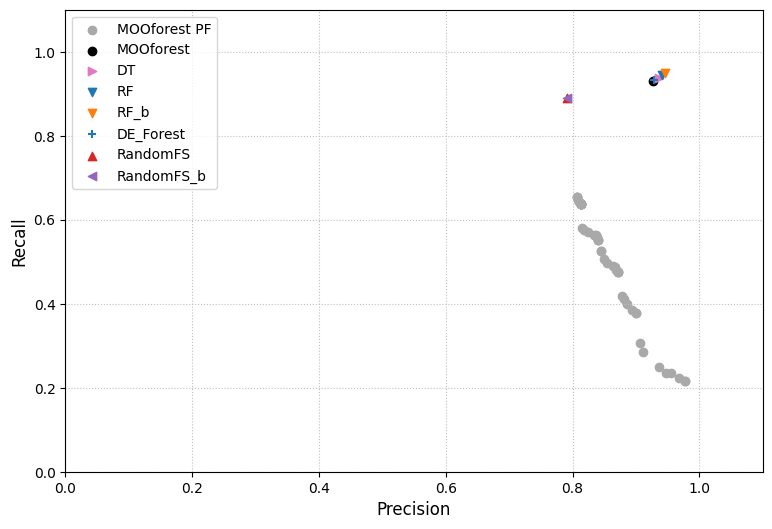 MOOforest PF
MOOforest
DT
RF
RF_b
DE_Forest
RandomFS
RandomFS_b
1.0
0.8
0.6
0.4
0.2
0.0
Recall
0.0 0.2 0.4 0.6 0.8 1.0
Precision